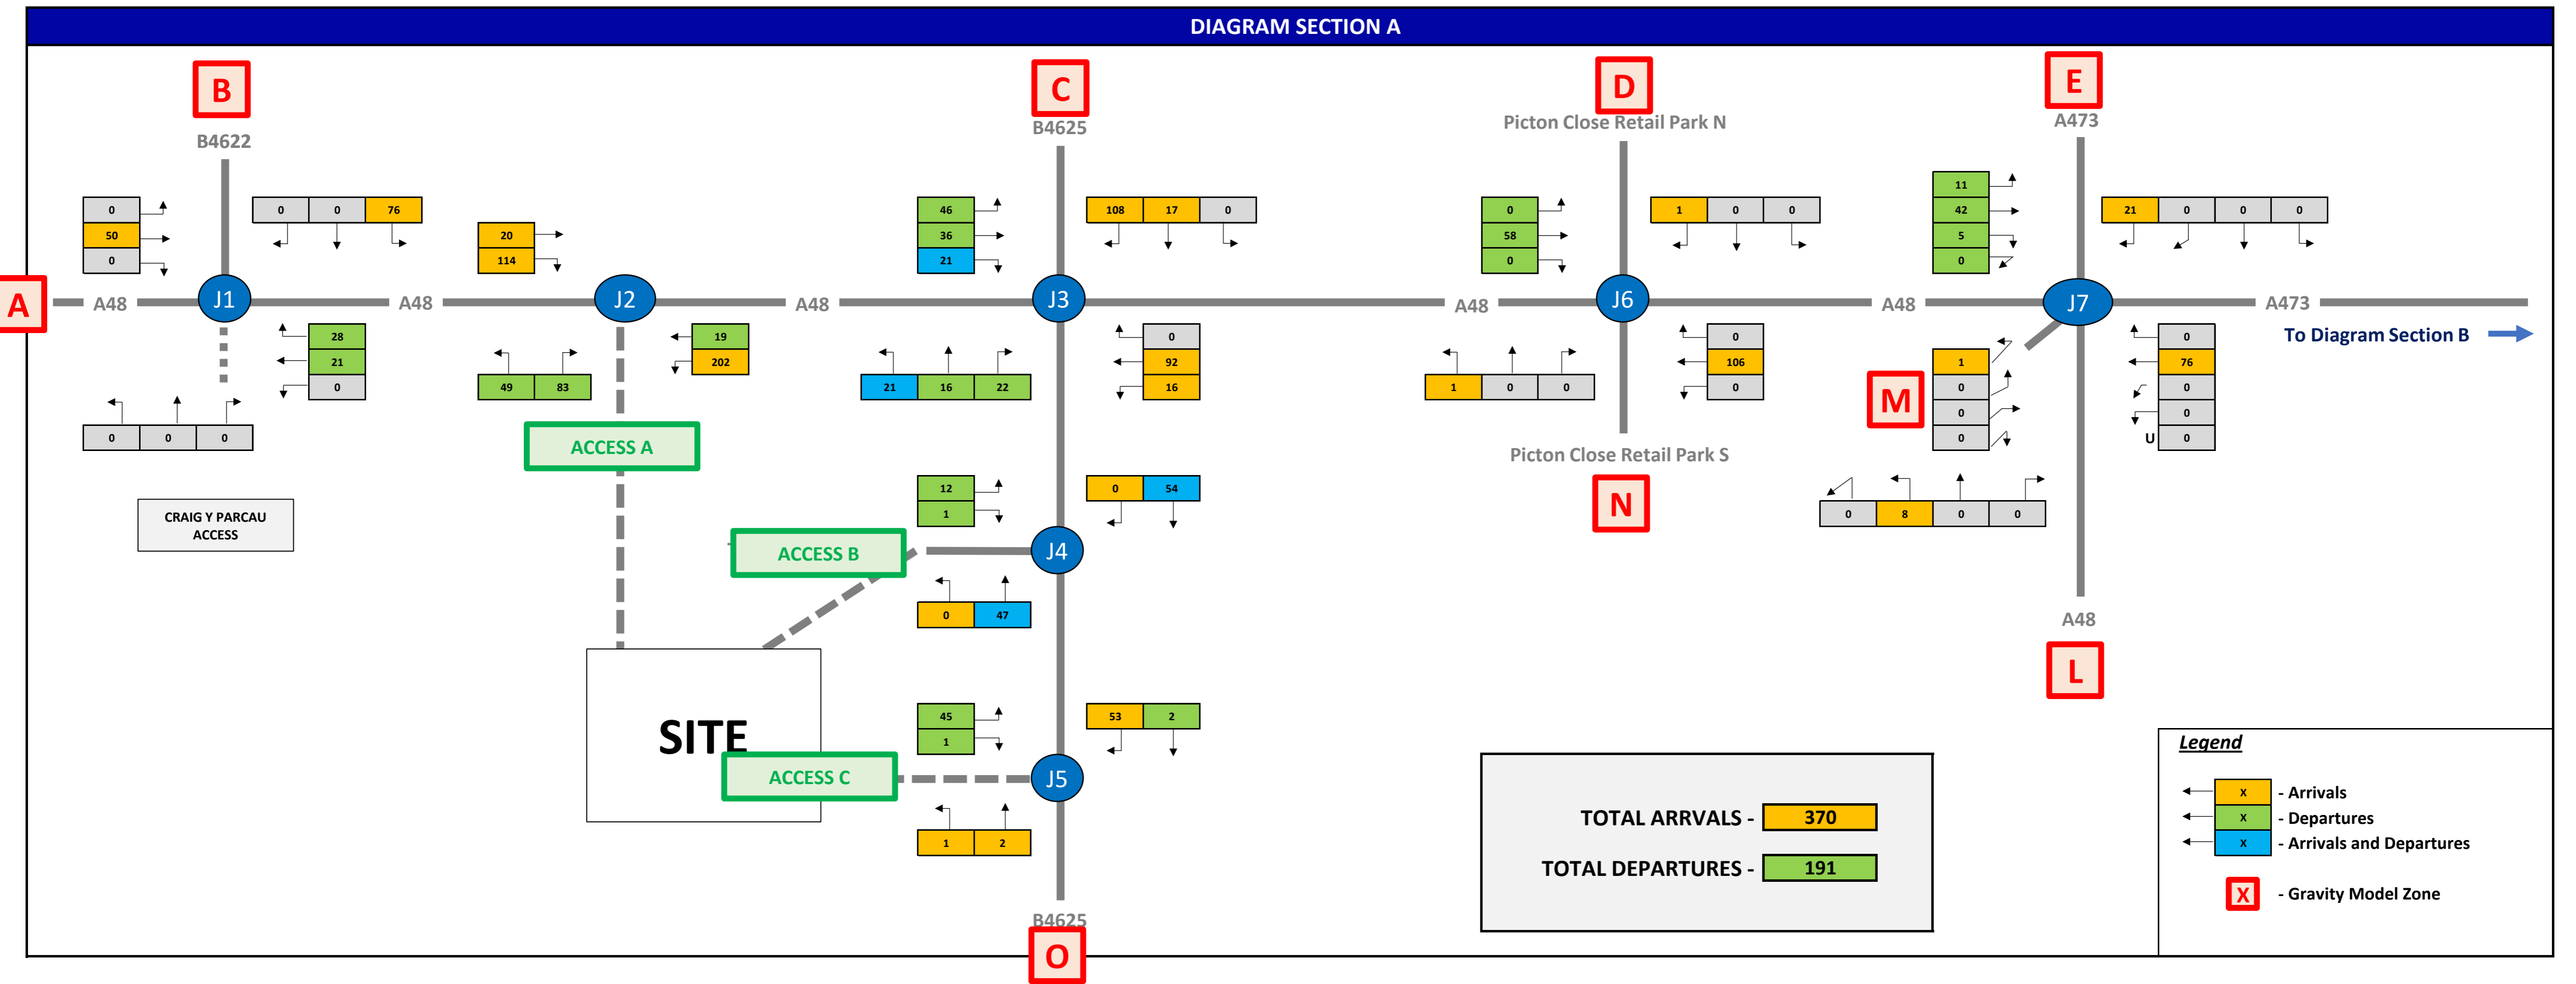 DIAGRAM SECTION A
B
C
D
E
B4622
B4625
Picton Close Retail Park N
A473
0
50
0
0 0 76
20
114
46
36
21
108 17 0
0
58
0
1 0 0
11
42
5
0
21 0 0 0
A
A48
J1
A48
J2
A48
J3
A48
J6
A48
J7
A473
To Diagram Section B
28
21
0
0 0 0
49 83
19
202
21 16 22
0
92
16
1 0 0
0
106
0
M
1
0
0
0
0
76
0
0
U 0
0 8 0 0
CRAIG Y PARCAU
ACCESS
ACCESS A
Picton Close Retail Park S
N
12
1
0 54
ACCESS B
J4
0 47
A48
L
SITE
45
1
53 2
ACCESS C
J5
1 2
B4625
O
TOTAL ARRVALS - 370
TOTAL DEPARTURES - 191
Legend
X - Arrivals
X - Departures
X - Arrivals and Departures
X - Gravity Model Zone